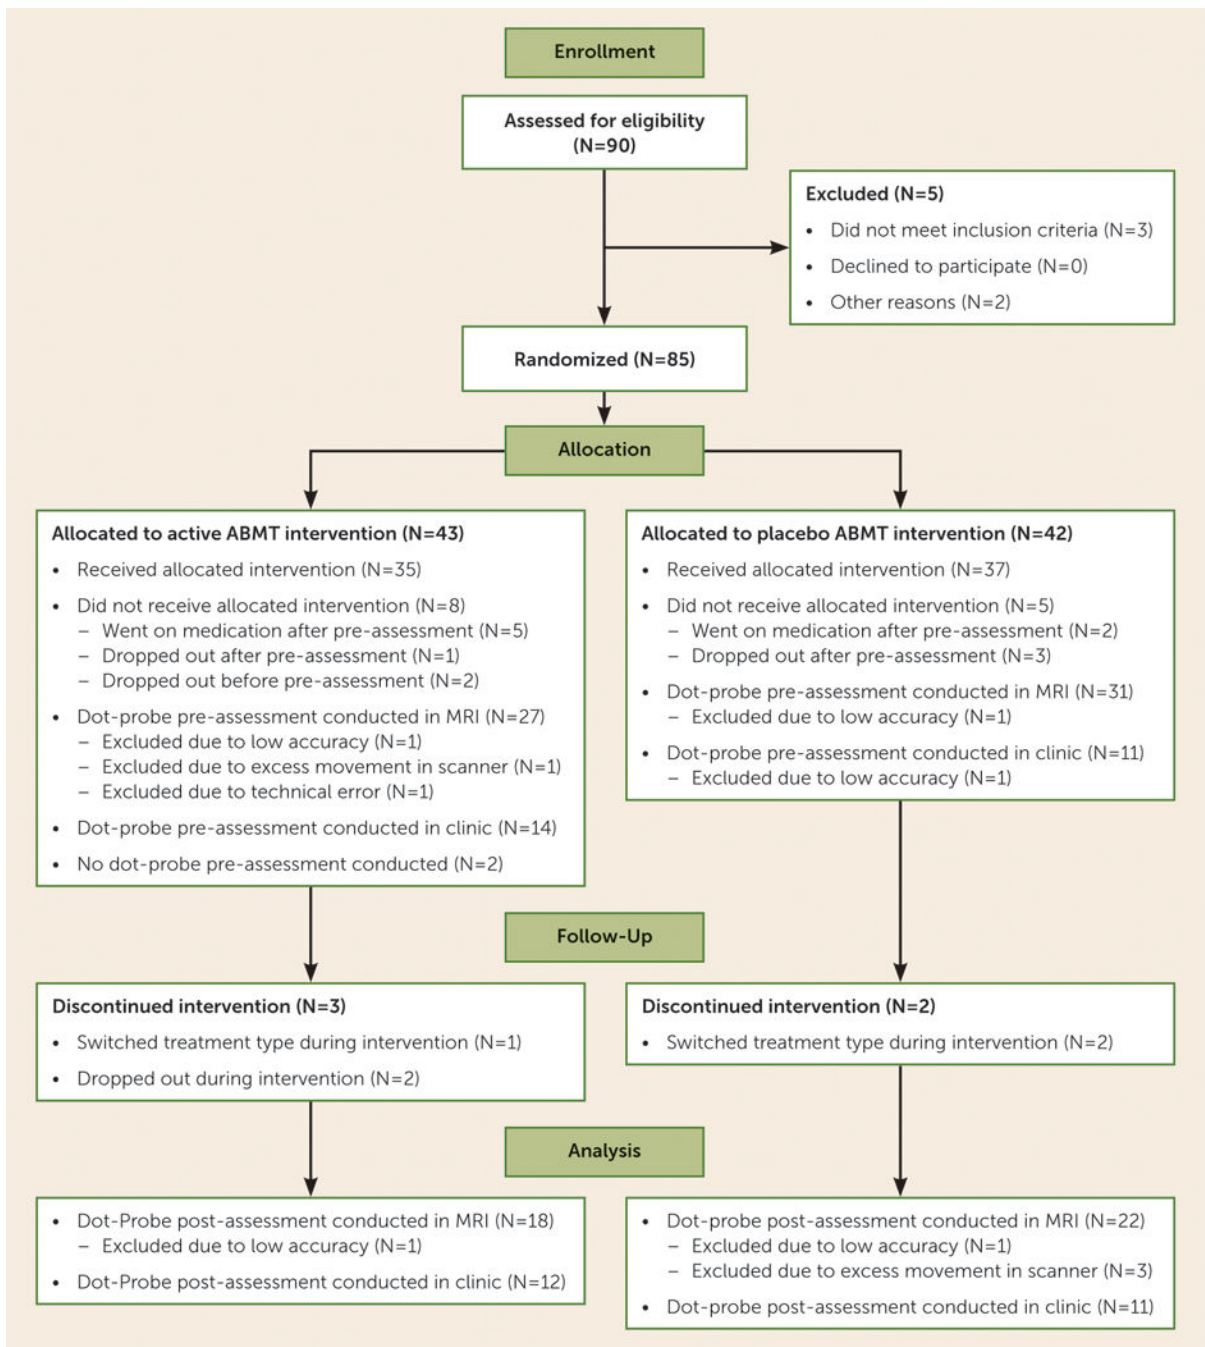 Enrollment
Assessed for eligibility
(N=90)
Excluded (N=5)
• Did not meet inclusion criteria (N=3)
• Declined to participate (N=0)
• Other reasons (N=2)
Randomized (N=85)
Allocation
Allocated to active ABMT intervention (N=43)
• Received allocated intervention (N=35)
• Did not receive allocated intervention (N=8)
– Went on medication after pre-assessment (N=5)
– Dropped out after pre-assessment (N=1)
– Dropped out before pre-assessment (N=2)
• Dot-probe pre-assessment conducted in MRI (N=27)
– Excluded due to low accuracy (N=1)
– Excluded due to excess movement in scanner (N=1)
– Excluded due to technical error (N=1)
• Dot-probe pre-assessment conducted in clinic (N=14)
• No dot-probe pre-assessment conducted (N=2)
Allocated to placebo ABMT intervention (N=42)
• Received allocated intervention (N=37)
• Did not receive allocated intervention (N=5)
– Went on medication after pre-assessment (N=2)
– Dropped out after pre-assessment (N=3)
• Dot-probe pre-assessment conducted in MRI (N=31)
– Excluded due to low accuracy (N=1)
• Dot-probe pre-assessment conducted in clinic (N=11)
– Excluded due to low accuracy (N=1)
Follow-Up
Discontinued intervention (N=3)
• Switched treatment type during intervention (N=1)
• Dropped out during intervention (N=2)
Discontinued intervention (N=2)
• Switched treatment type during intervention (N=2)
Analysis
• Dot-Probe post-assessment conducted in MRI (N=18)
– Excluded due to low accuracy (N=1)
• Dot-Probe post-assessment conducted in clinic (N=12)
• Dot-probe post-assessment conducted in MRI (N=22)
– Excluded due to low accuracy (N=1)
– Excluded due to excess movement in scanner (N=3)
• Dot-probe post-assessment conducted in clinic (N=11)